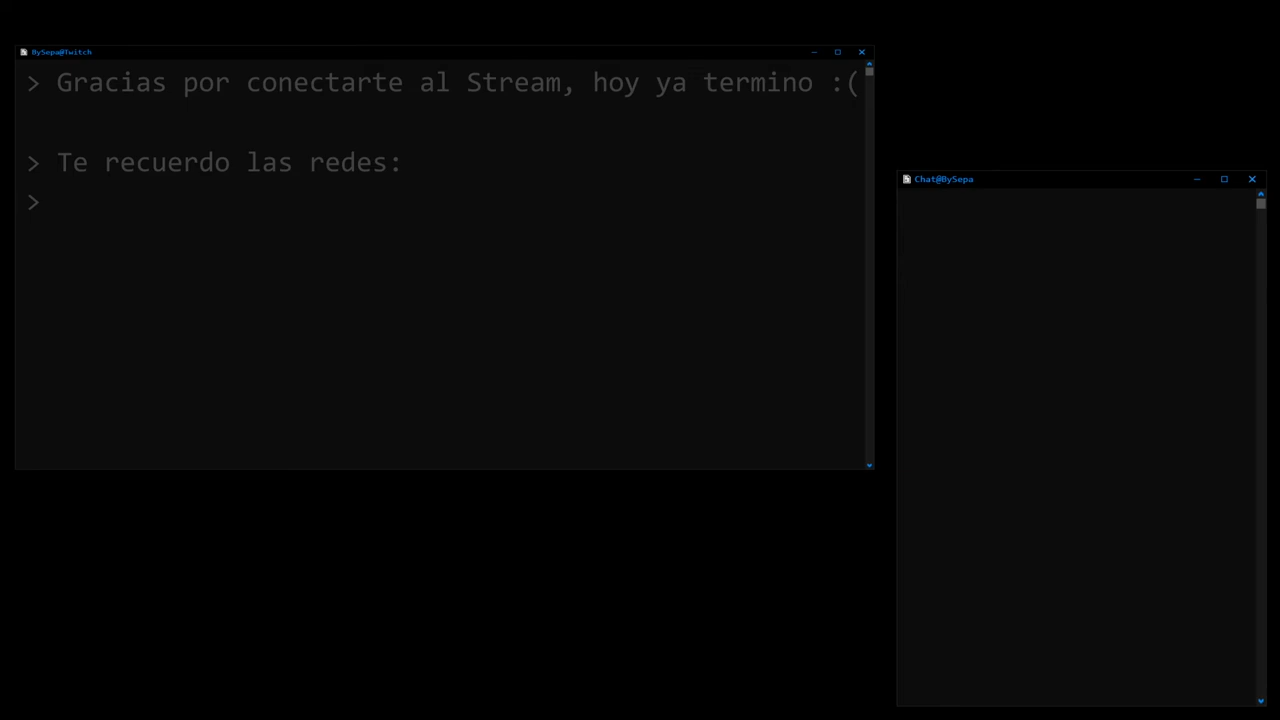 BySepa@Twitch
> Gracias por conectarte al Stream, hoy ya termino :(
> Te recuerdo las redes:
>
Chat@BySepa